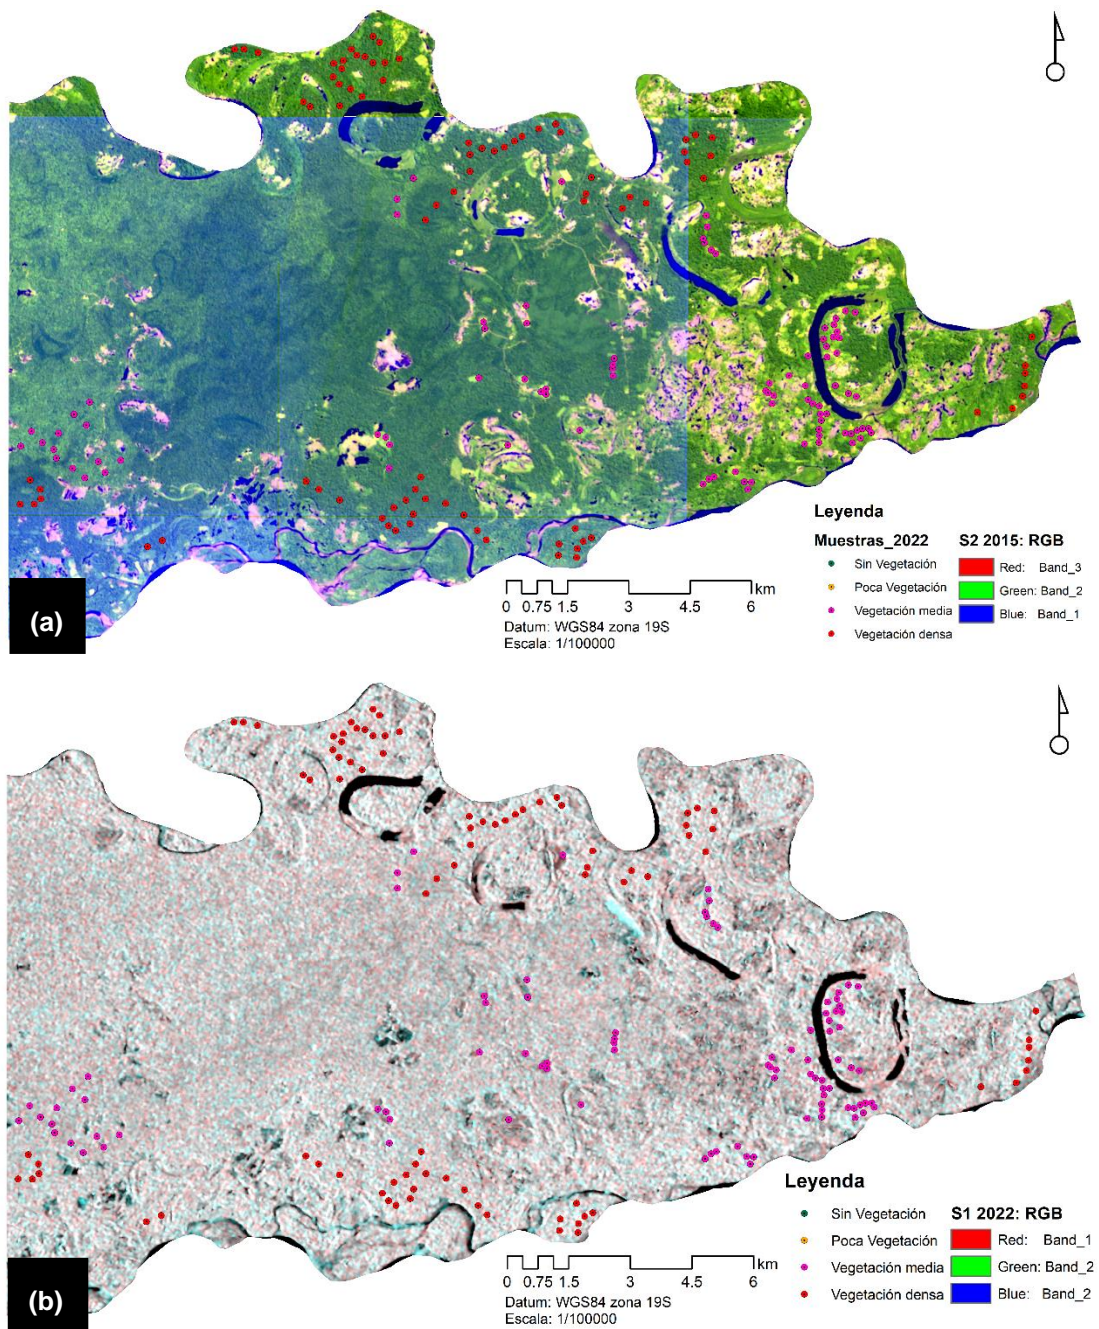 Leyenda
Muestras_2022
Sin Vegetación
Poca Vegetación
Vegetación media
Vegetación densa
S2 2015: RGB
Red: Band_3
Green: Band_2
Blue: Band_1
km
0 0.75 1.5 3 4.5 6
Datum: WGS84 zona 19S
Escala: 1/100000
(a)
Leyenda
Sin Vegetación
Poca Vegetación
Vegetación media
Vegetación densa
S1 2022: RGB
Red: Band_1
Green: Band_2
Blue: Band_2
km
0 0.75 1.5 3 4.5 6
Datum: WGS84 zona 19S
Escala: 1/100000
(b)